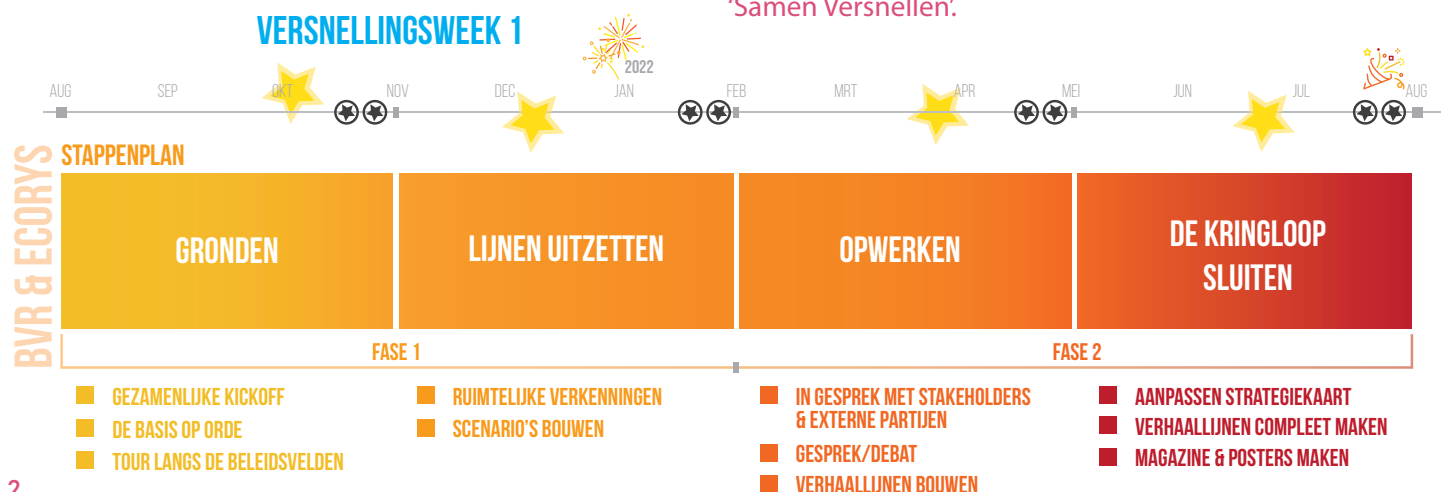 'Samen Versnellen'.
VERSNELLINGSWEEK 1
2022
AUG SEP OKT NOV DEC JAN FEB MRT APR MEI JUN JUL AUG
BVR & ECORYS
STAPPENPLAN
GRONDEN
LIJNEN UITZETTEN
OPWERKEN
DE KRINGLOOP
SLUITEN
FASE 1
FASE 2
GEZAMENLIJKE KICKOFF
DE BASIS OP ORDE
TOUR LANGS DE BELEIDSVELDEN
RUIMTELIJKE VERKENNINGEN
SCENARIO'S BOUWEN
IN GESPREK MET STAKEHOLDERS
& EXTERNE PARTIJEN
GESPREK/DEBAT
VERHAALLIJNEN BOUWEN
AANPASSEN STRATEGIEKAART
VERHAALLIJNEN COMPLEET MAKEN
MAGAZINE & POSTERS MAKEN
2